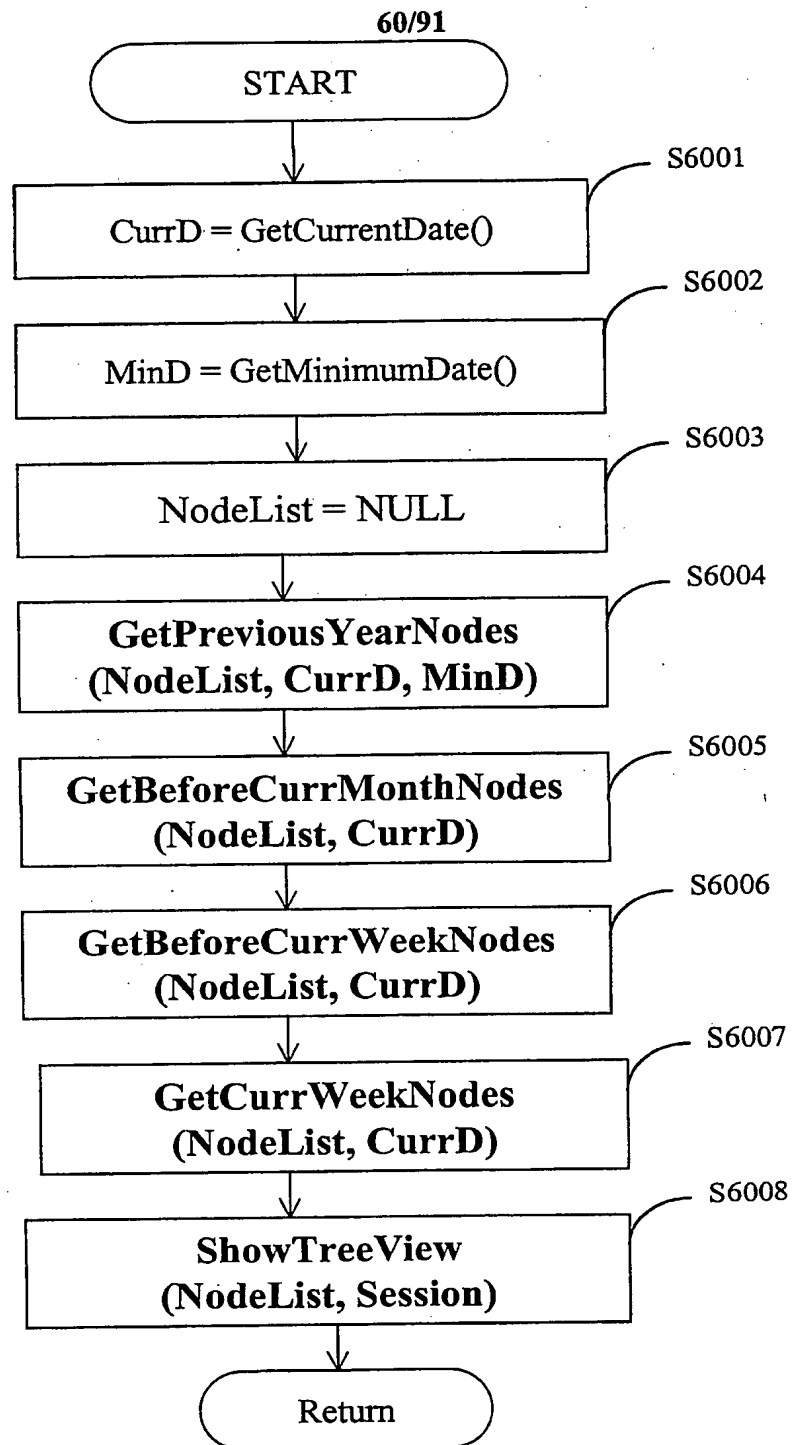 60/91
START
S6001
CurrD = GetCurrentDate()
S6002
MinD = GetMinimumDate()
S6003
NodeList = NULL
S6004
GetPreviousYearNodes
(NodeList, CurrD, MinD)
S6005
GetBeforeCurrMonthNodes
(NodeList, CurrD)
S6006
GetBeforeCurrWeekNodes
(NodeList, CurrD)
S6007
GetCurrWeekNodes
(NodeList, CurrD)
S6008
ShowTreeView
(NodeList, Session)
Return